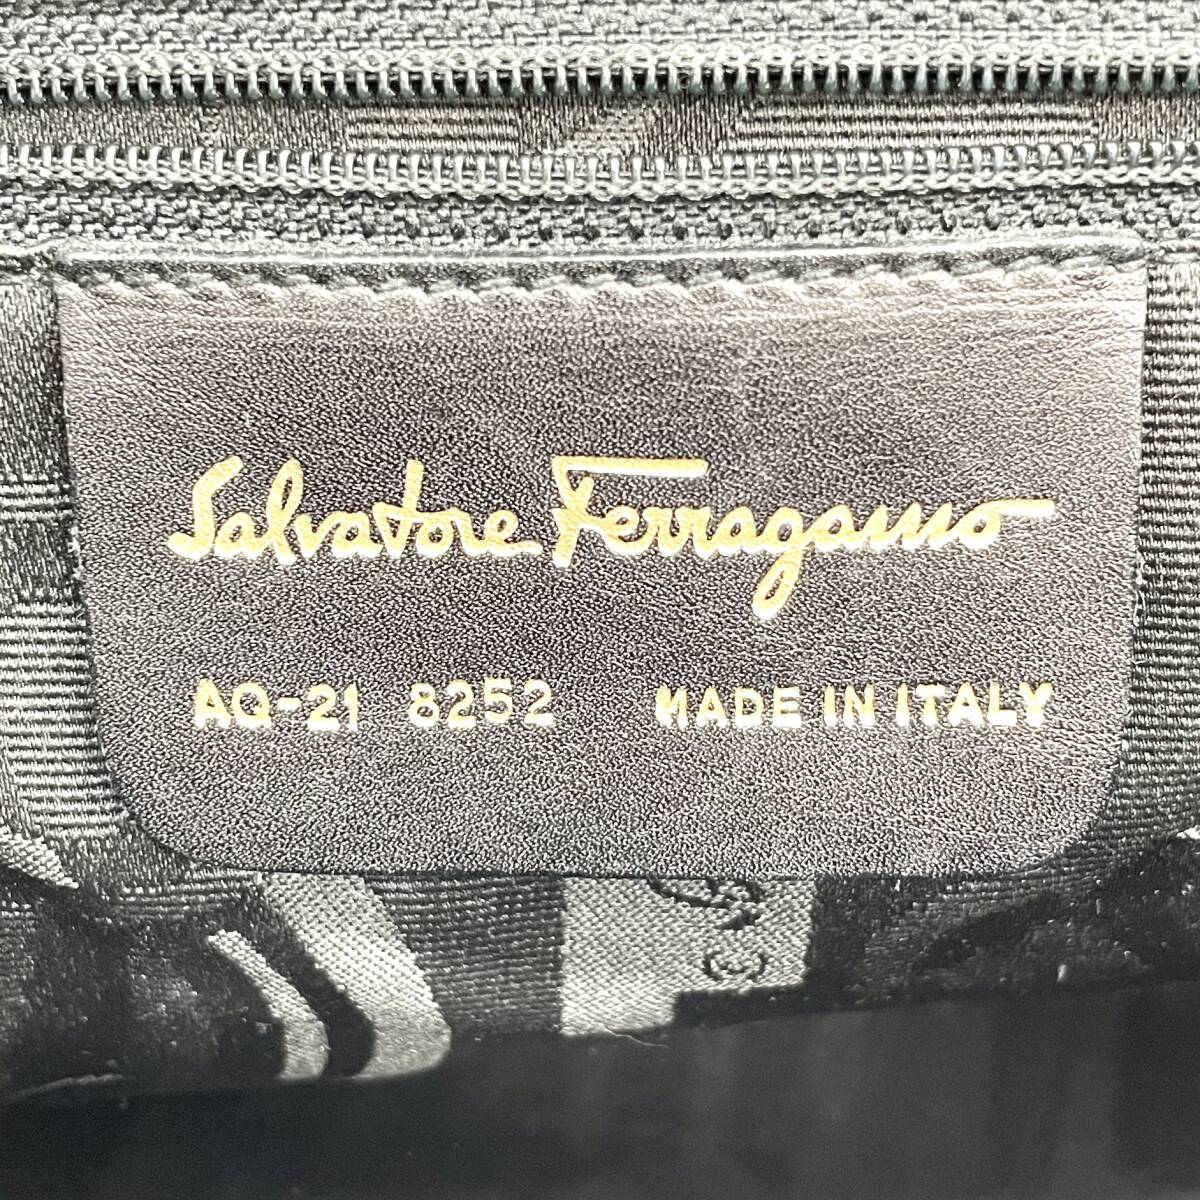 Salvatore Ferragamo
AQ-21 8252 MADE IN ITALY